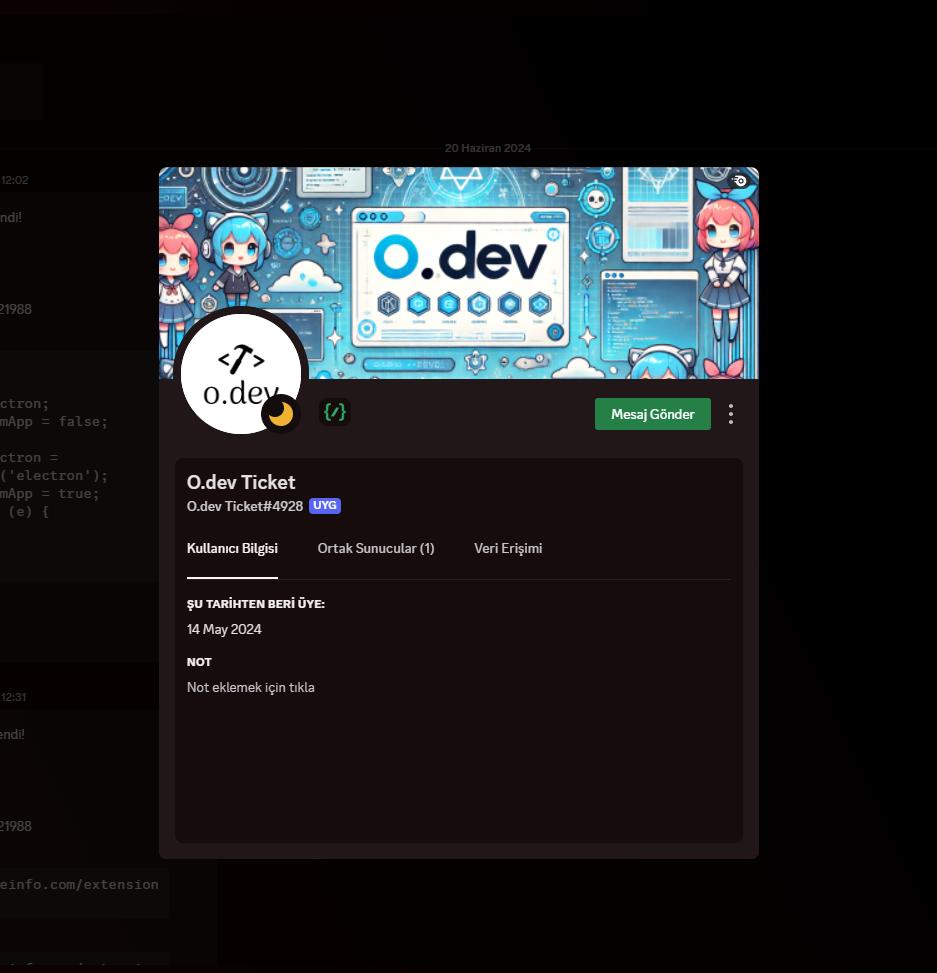 20 Haziran 2024
12:02
ndi!
21988
ctron;
mApp = false;
ctron =
('electron');
mApp = true;
(e) {
12:31
endi!
21988
einfo.com/extension
DEV
O.dev
<T>
o.dev
{/}
Mesaj Gönder
O.dev Ticket
O.dev Ticket#4928 UYG
Kullanıcı Bilgisi Ortak Sunucular (1) Veri Erişimi
ŞU TARİHTEN BERİ ÜYE:
14 May 2024
NOT
Not eklemek için tıkla